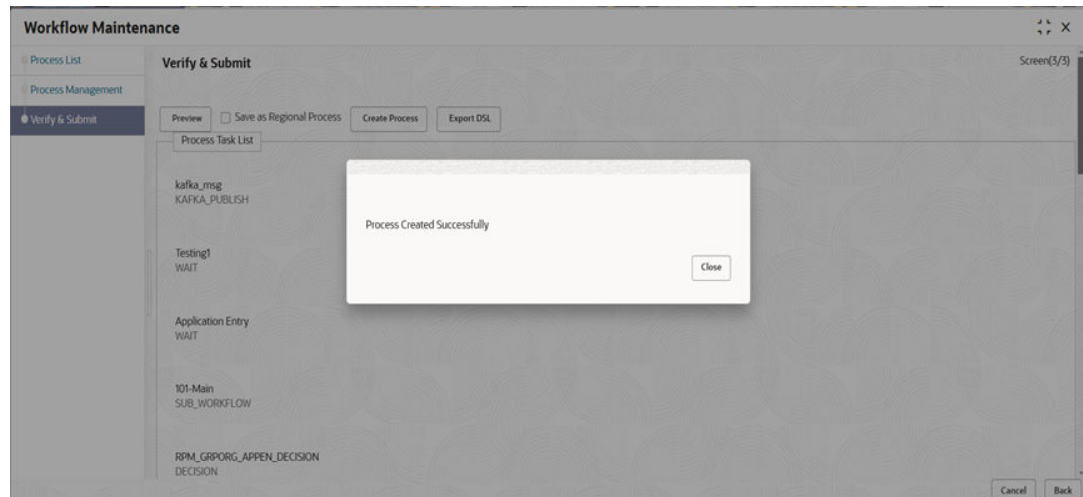 Workflow Maintenance
Process List
Process Management
Verify & Submit
Verify & Submit
Screen(3/3)
Preview
Save as Regional Process
Create Process
Export DSL
Process Task List
kafka_msg
KAFKA_PUBLISH
Testing1
WAIT
Application Entry
WAIT
101-Main
SUB_WORKFLOW
RPM_GRPORG_APPEN_DECISION
DECISION
Process Created Successfully
Close
Cancel
Back